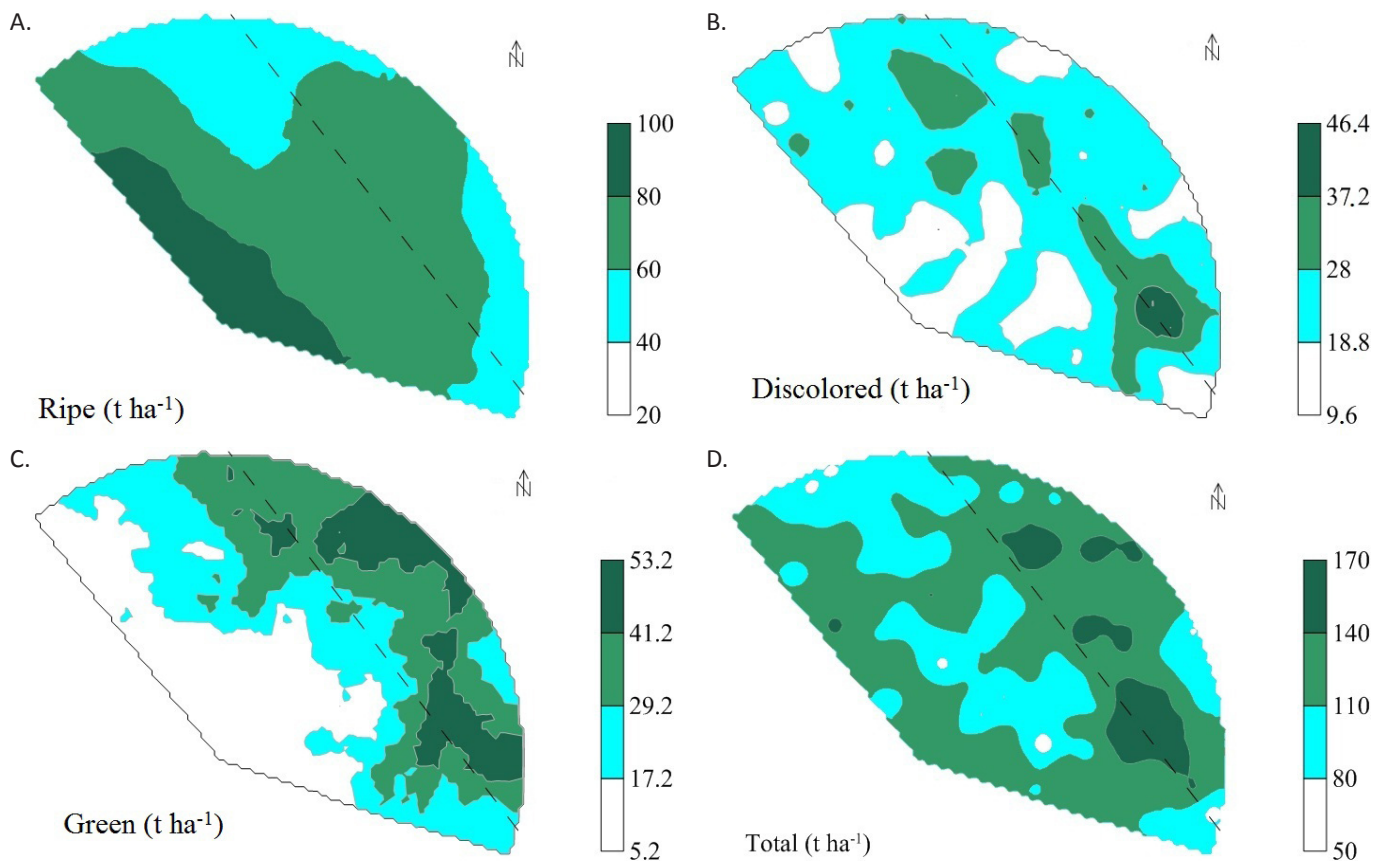 A.
N
100
80
60
40
20
Ripe (t ha-1)
B.
N
46.4
37.2
28
18.8
9.6
Discolored (t ha-1)
C.
N
53.2
41.2
29.2
17.2
5.2
Green (t ha-1)
D.
N
170
140
110
80
50
Total (t ha-1)